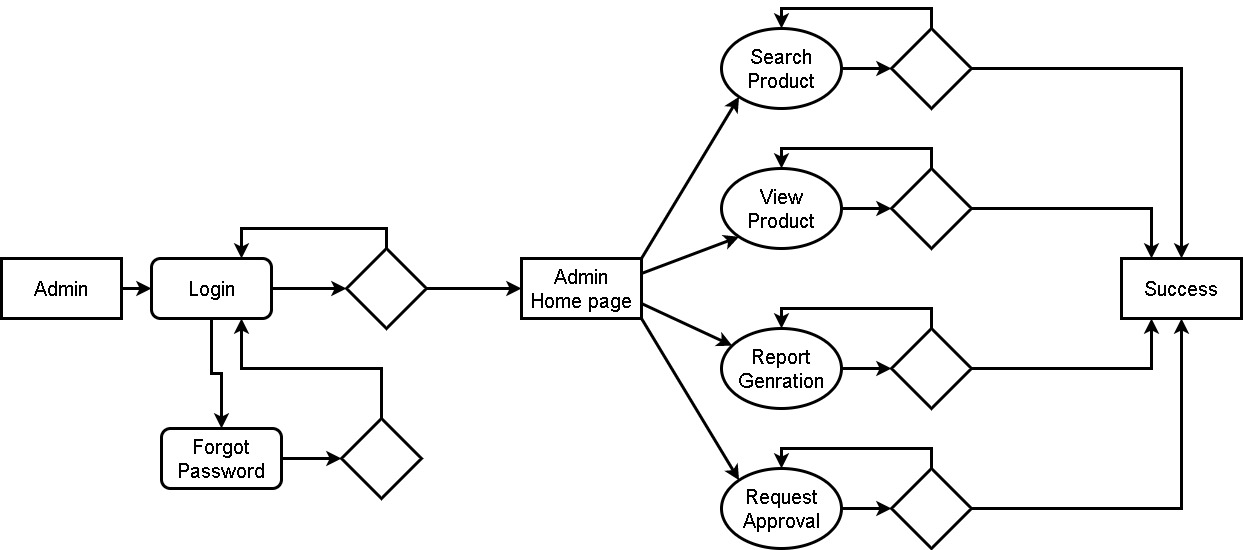 Search
Product
View
Product
Admin
Login
Admin
Home page
Success
Report
Genration
Forgot
Password
Request
Approval